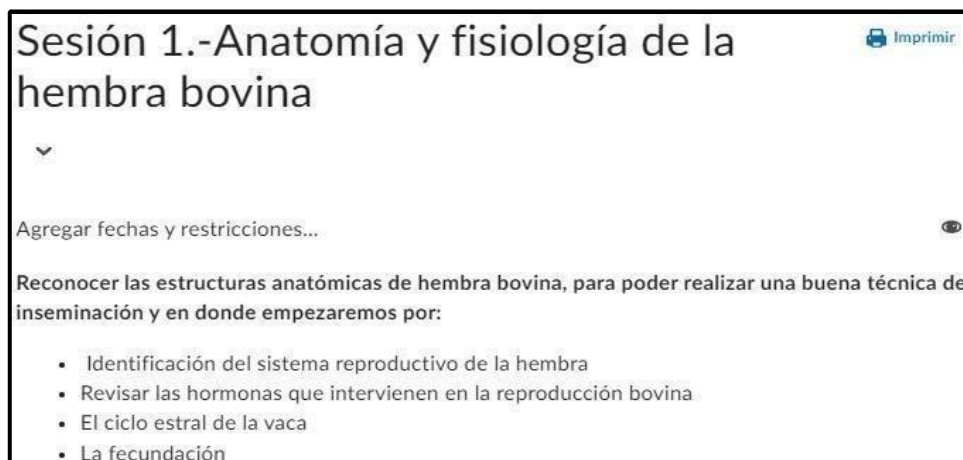 Sesión 1.-Anatomía y fisiología de la
Imprimir
hembra bovina
Agregar fechas y restricciones...
Reconocer las estructuras anatómicas de hembra bovina, para poder realizar una buena técnica de
inseminación y en donde empezaremos por:
• Identificación del sistema reproductivo de la hembra
• Revisar las hormonas que intervienen en la reproducción bovina
• El ciclo estral de la vaca
• La fecundación